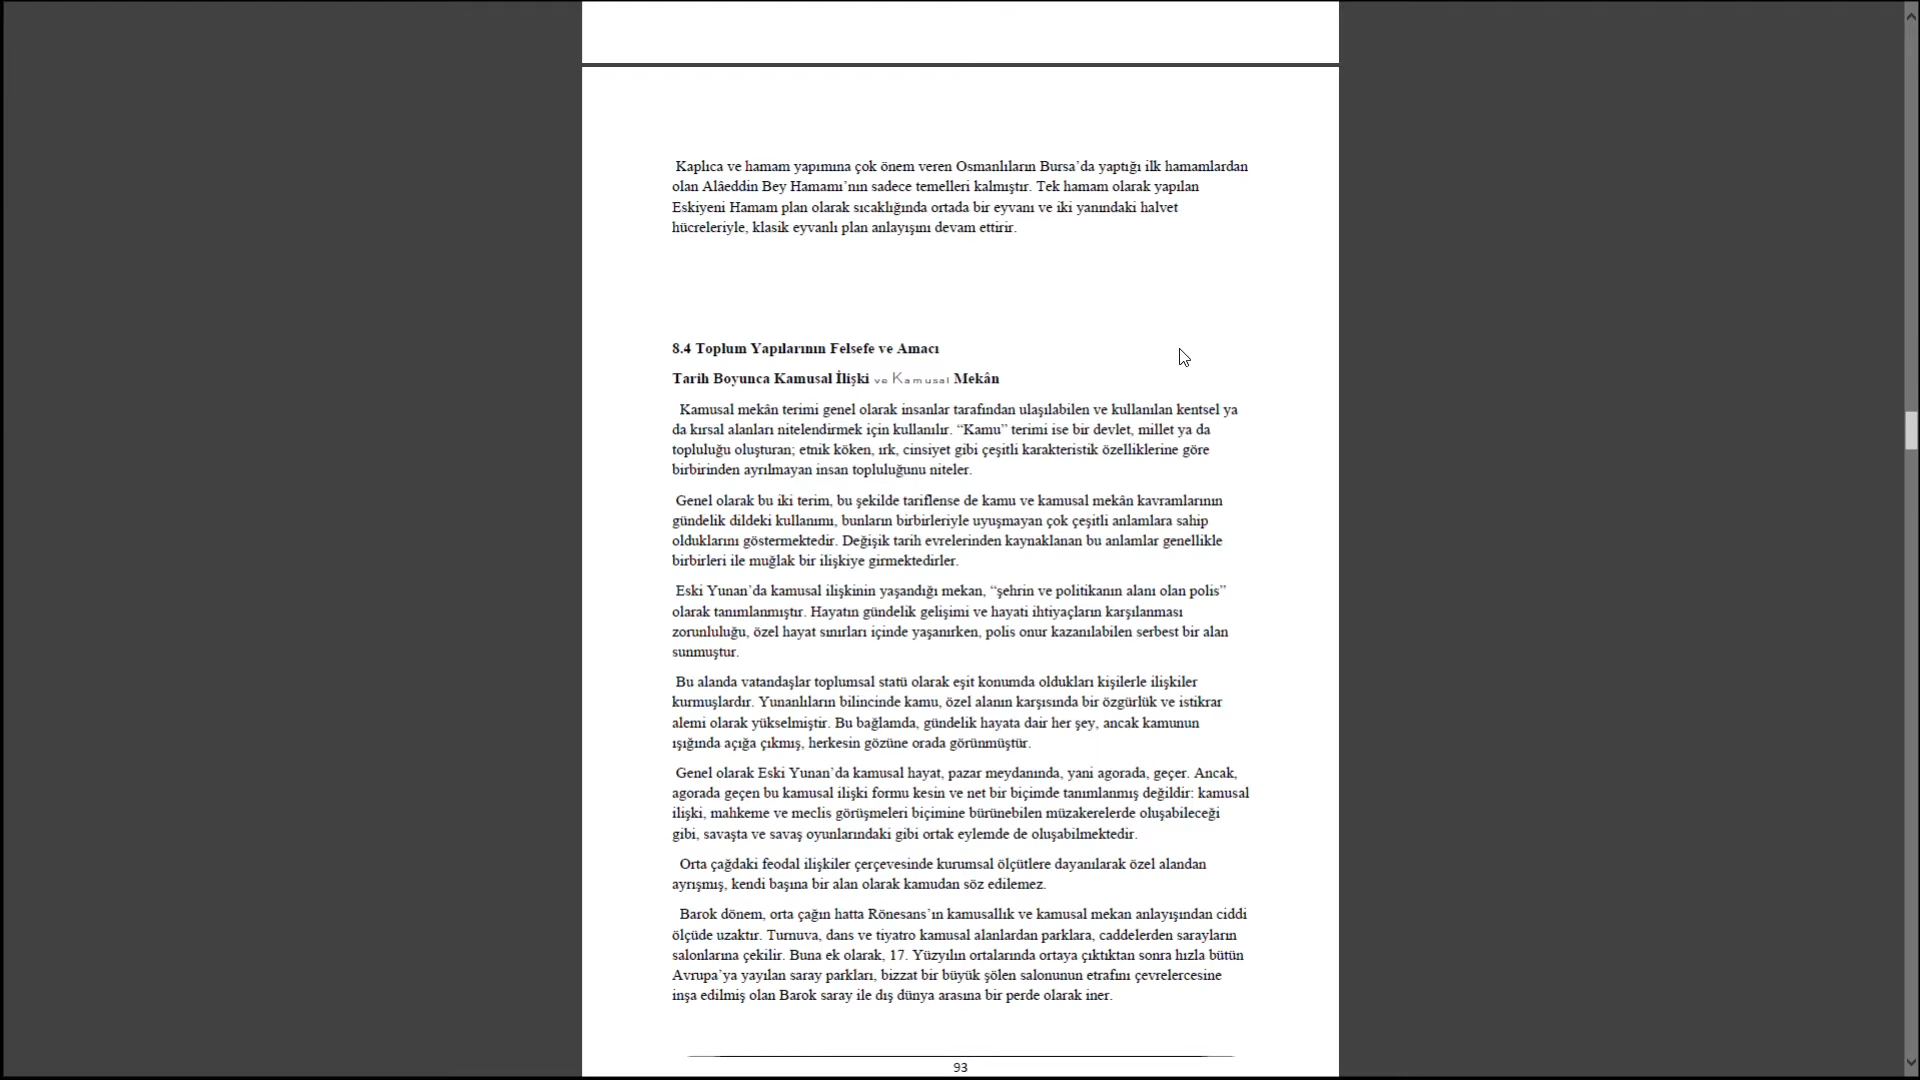 Kaplıca ve hamam yapımına çok önem veren Osmanlıların Bursa’da yaptığı ilk hamamlardan
olan Alâeddin Bey Hamamı’nın sadece temelleri kalmıştır. Tek hamam olarak yapılan
Eskiyeni Hamam plan olarak sıcaklığında ortada bir eyvanı ve iki yanındaki halvet
hücreleriyle, klasik eyvanlı plan anlayışını devam ettirir.
8.4 Toplum Yapılarının Felsefe ve Amacı
Tarih Boyunca Kamusal İlişki ve Kamusal Mekân
Kamusal mekân terimi genel olarak insanlar tarafından ulaşılabilen ve kullanılan kentsel ya
da kırsal alanları nitelendirmek için kullanılır. “Kamu” terimi ise bir devlet, millet ya da
topluluğu oluşturan; etnik köken, ırk, cinsiyet gibi çeşitli karakteristik özelliklerine göre
birbirinden ayrılmayan insan topluluğunu niteler.
Genel olarak bu iki terim, bu şekilde tariflense de kamu ve kamusal mekân kavramlarının
gündelik dildeki kullanımı, bunların birbirleriyle uyuşmayan çok çeşitli anlamlara sahip
olduklarını göstermektedir. Değişik tarih evrelerinden kaynaklanan bu anlamlar genellikle
birbirleri ile muğlak bir ilişkiye girmektedirler.
Eski Yunan’da kamusal ilişkinin yaşandığı mekan, “şehrin ve politikanın alanı olan polis”
olarak tanımlanmıştır. Hayatın gündelik gelişimi ve hayati ihtiyaçların karşılanması
zorunluluğu, özel hayat sınırları içinde yaşanırken, polis onur kazanılabilen serbest bir alan
sunmuştur.
Bu alanda vatandaşlar toplumsal statü olarak eşit konumda oldukları kişilerle ilişkiler
kurmuşlardır. Yunanlıların bilincinde kamu, özel alanın karşısında bir özgürlük ve istikrar
alemi olarak yükselmiştir. Bu bağlamda, gündelik hayata dair her şey, ancak kamunun
ışığında açığa çıkmış, herkesin gözüne orada görünmüştür.
Genel olarak Eski Yunan’da kamusal hayat, pazar meydanında, yani agorada, geçer. Ancak,
agorada geçen bu kamusal ilişki formu kesin ve net bir biçimde tanımlanmış değildir: kamusal
ilişki, mahkeme ve meclis görüşmeleri biçimine bürünebilen müzakerelerde oluşabileceği
gibi, savaşta ve savaş oyunlarındaki gibi ortak eylemde de oluşabilmektedir.
Orta çağdaki feodal ilişkiler çerçevesinde kurumsal ölçütlere dayanılarak özel alandan
ayrışmış, kendi başına bir alan olarak kamudan söz edilemez.
Barok dönem, orta çağın hatta Rönesans’ın kamusallık ve kamusal mekan anlayışından ciddi
ölçüde uzaktır. Turnuva, dans ve tiyatro kamusal alanlardan parklara, caddelerden sarayların
salonlarına çekilir. Buna ek olarak, 17. Yüzyılın ortalarında ortaya çıktıktan sonra hızla bütün
Avrupa’ya yayılan saray parkları, bizzat bir büyük şölen salonunun etrafını çevrelercesine
inşa edilmiş olan Barok saray ile dış dünya arasına bir perde olarak iner.
93